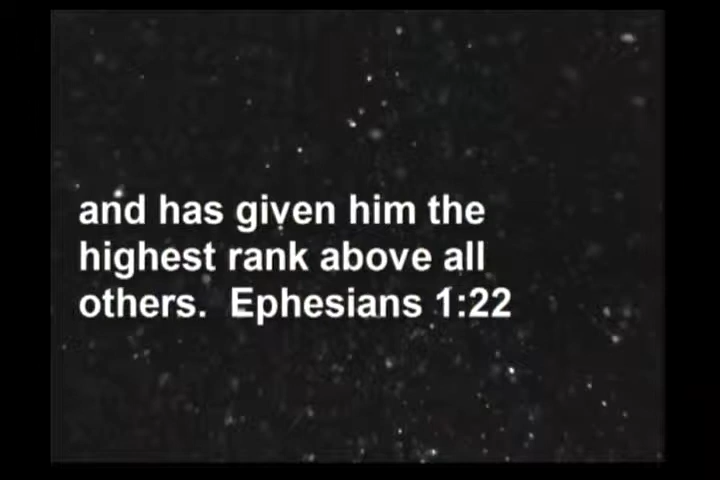 and has given him the
highest rank above all
others.  Ephesians 1:22